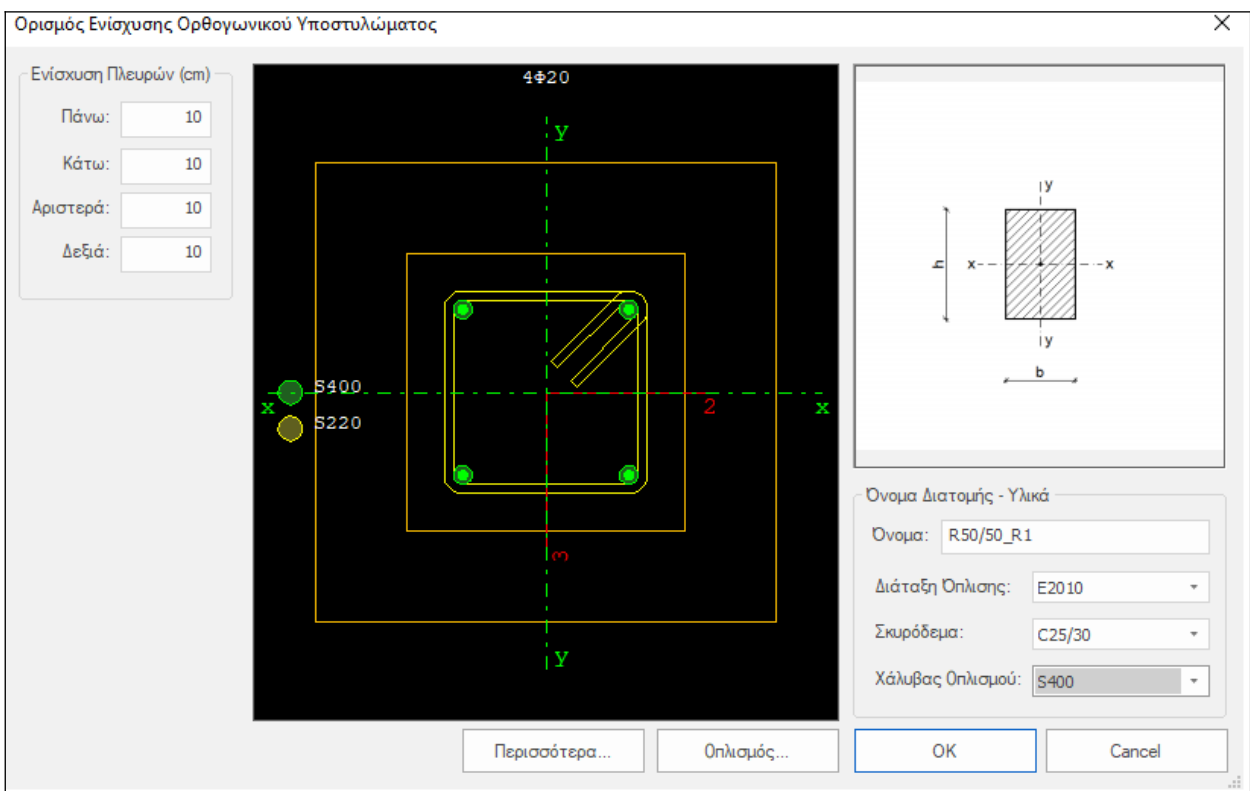 Ορισμός Ενίσχυσης Ορθογωνικού Υποστυλώματος
Ενίσχυση Πλευρών (cm)
Πάνω: 10
Κάτω: 10
Αριστερά: 10
Δεξιά: 10
4Φ20
y
S400
x
2
x
S220
3
y
y
h
x
x
y
b
Όνομα Διατομής - Υλικά
Όνομα: R50/50_R1
Διάταξη Όπλισης: E2010
Σκυρόδεμα: C25/30
Χάλυβας Οπλισμού: S400
Περισσότερα...
Οπλισμός...
OK
Cancel